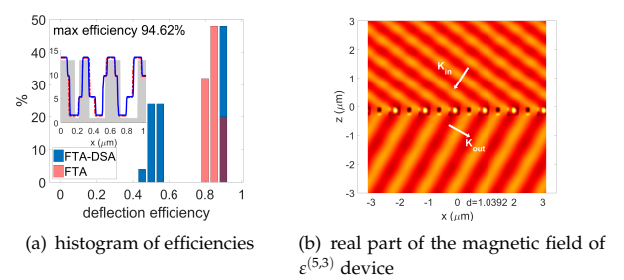 max efficiency 94.62%
50
40
30
20
10
0
%
15
10
5
0
0 0.2 0.4 0.6 0.8 1
x (μm)
FTA-DSA
FTA
0 0.2 0.4 0.6 0.8 1
deflection efficiency
(a) histogram of efficiencies
3
2
1
0
-1
-2
-3
z (μm)
K_in
K_out
-3 -2 -1 0 d=1.0392 2 3
x (μm)
(b) real part of the magnetic field of
ε^(5,3) device